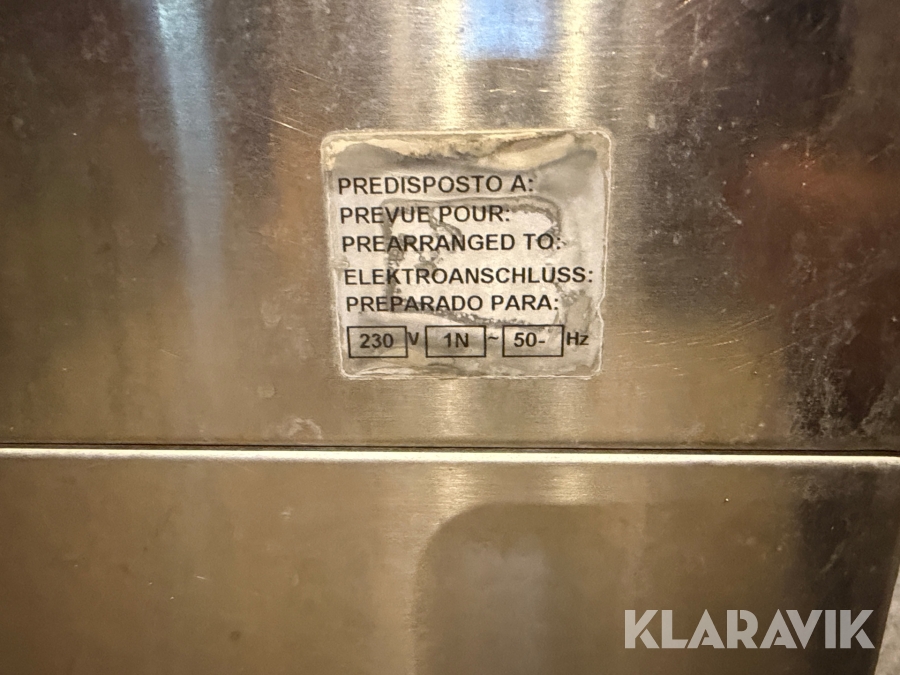 PREDISPOSTO A:
PREVUE POUR:
PREARRANGED TO:
ELEKTROANSCHLUSS:
PREPARADO PARA:
230 V 1N ~ 50- Hz
KLARAVIK